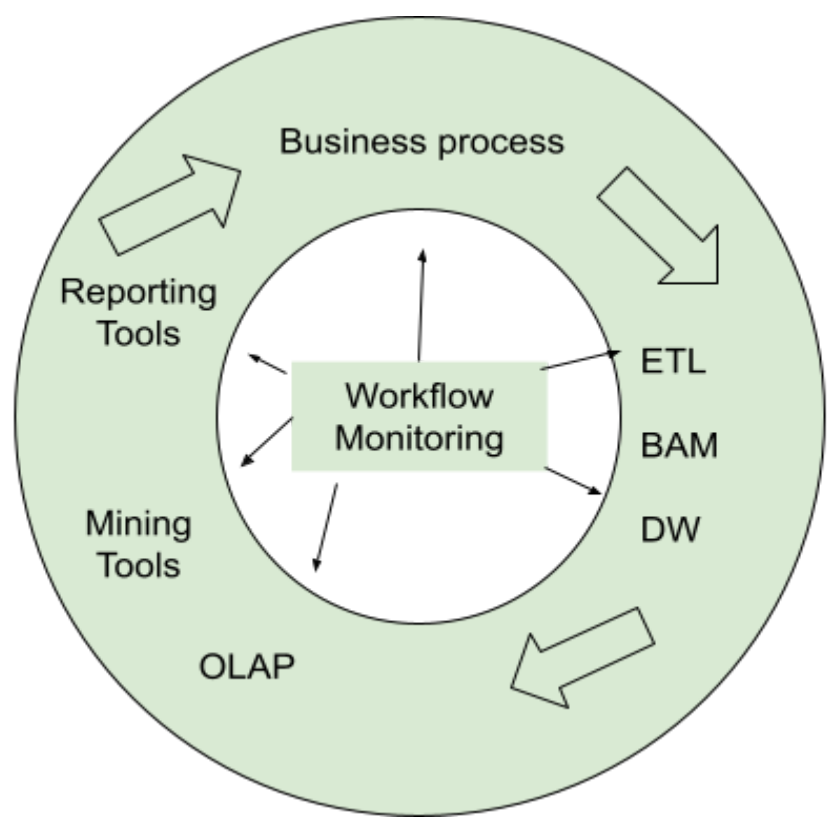 Business process
Reporting
Tools
ETL
Workflow
Monitoring
BAM
DW
Mining
Tools
OLAP